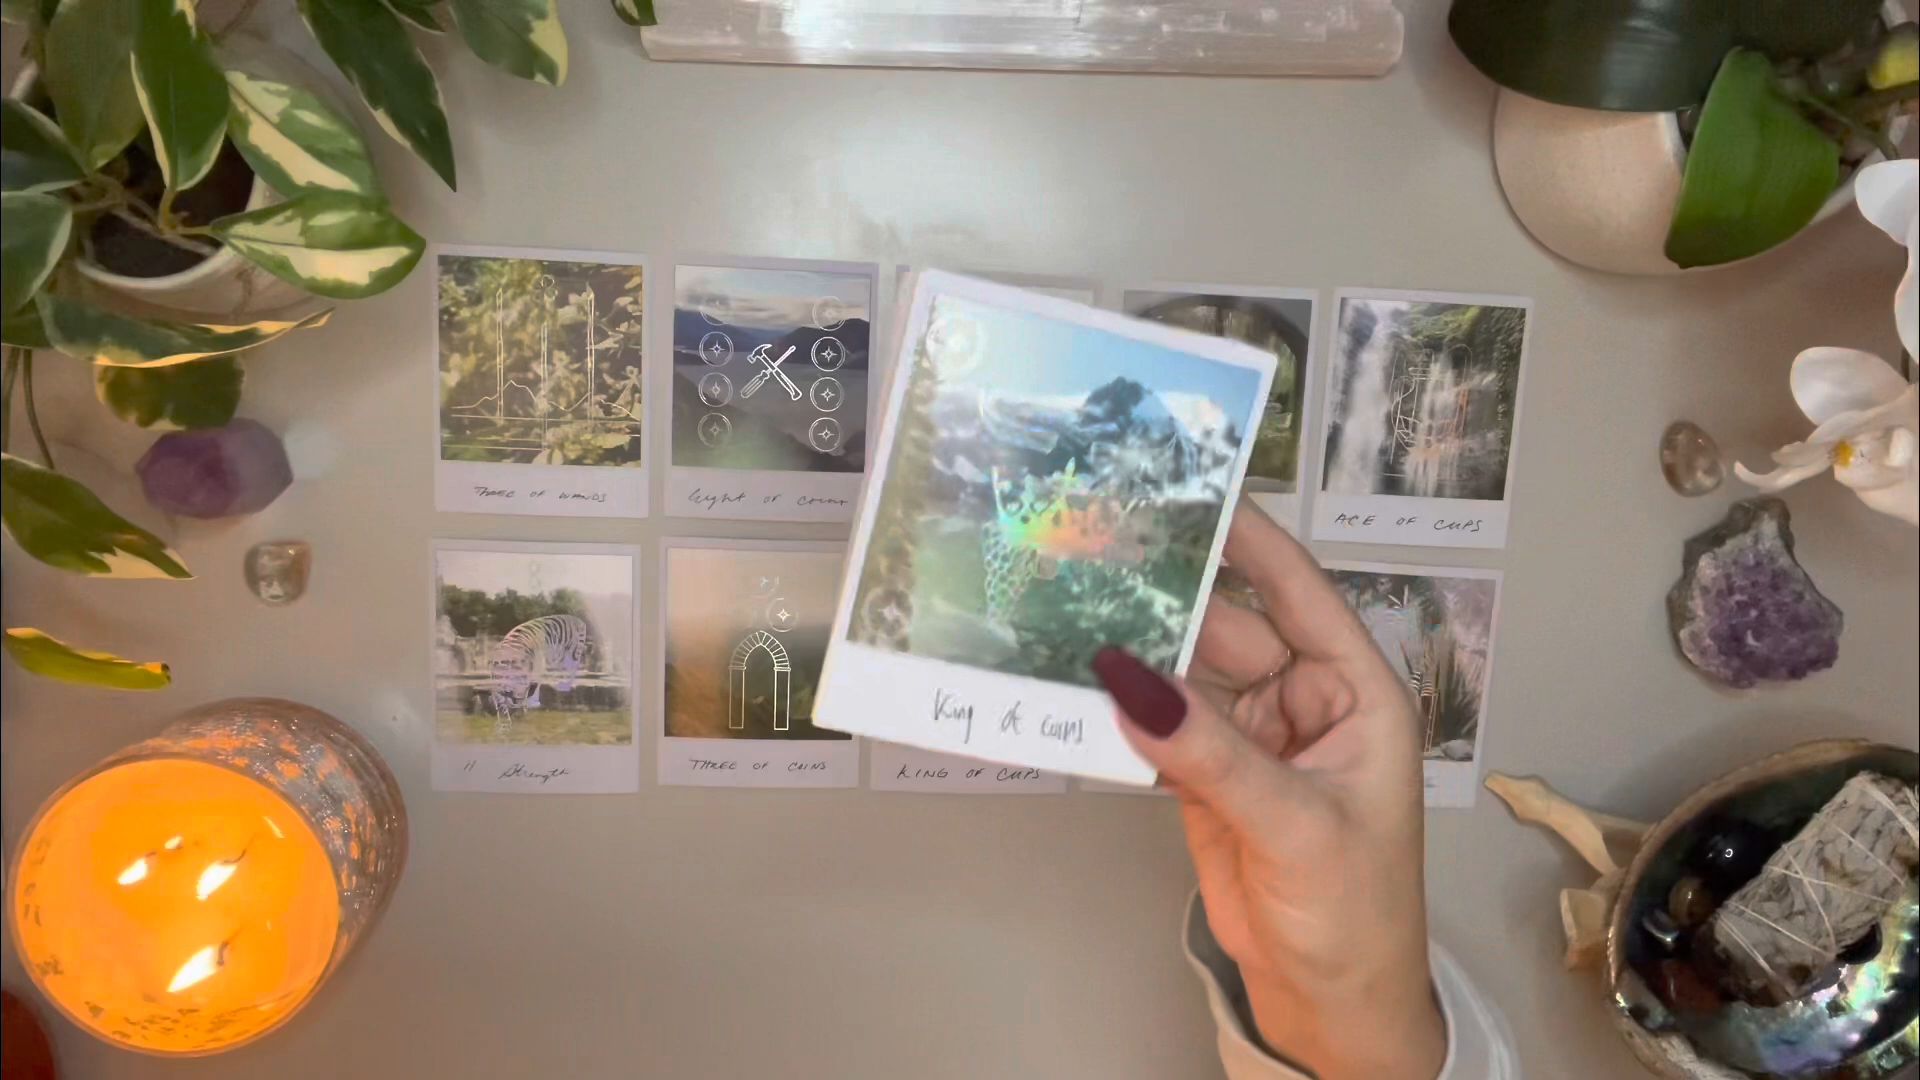 THREE OF WANDS
Eight of Coins
ACE OF CUPS
King of Coins
11 Strength
THREE OF COINS
KING OF CUPS